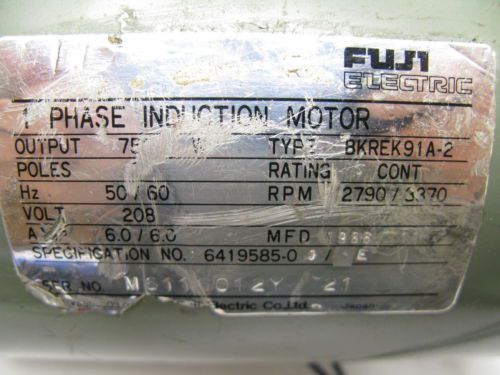 FUJI
ELECTRIC
1 PHASE INDUCTION MOTOR
OUTPUT TYPE BKREK91A-2
POLES RATING CONT
Hz 50/60 RPM 2790/3370
VOLT 208
6.0/6.0 MFD
SPECIFICATION NO. 6419585-0
SER NO.
Electric Co.,Ltd. Japan